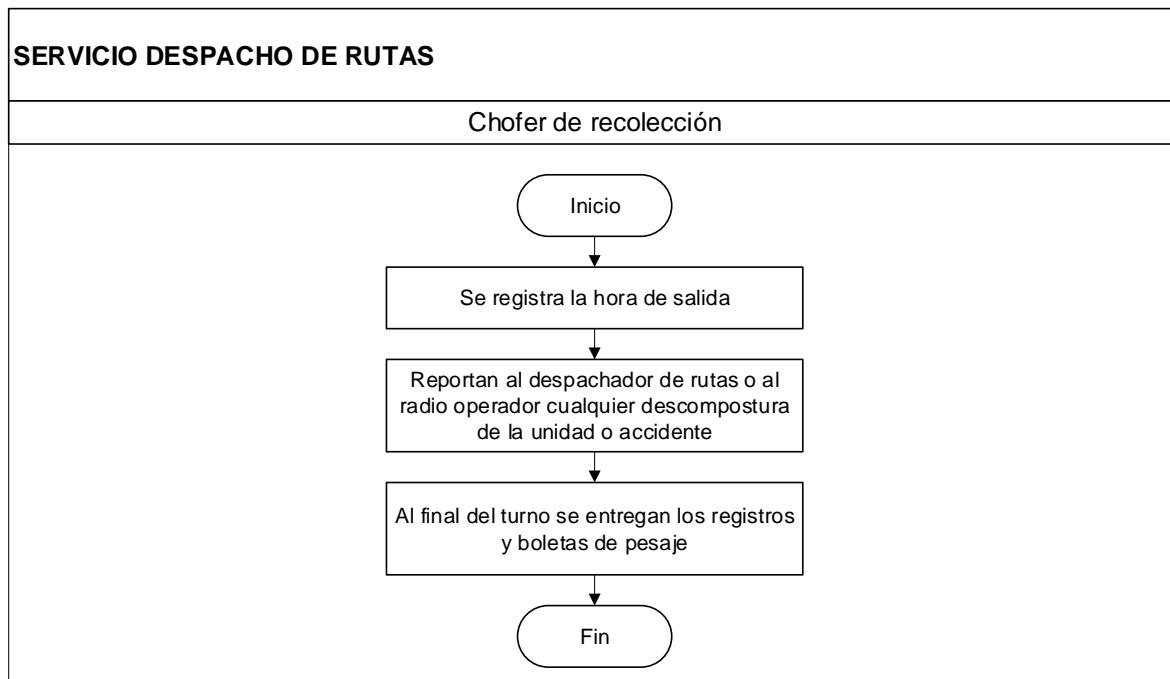 SERVICIO DESPACHO DE RUTAS
Chofer de recolección
Inicio
Se registra la hora de salida
Reportan al despachador de rutas o al
radio operador cualquier descompostura
de la unidad o accidente
Al final del turno se entregan los registros
y boletas de pesaje
Fin